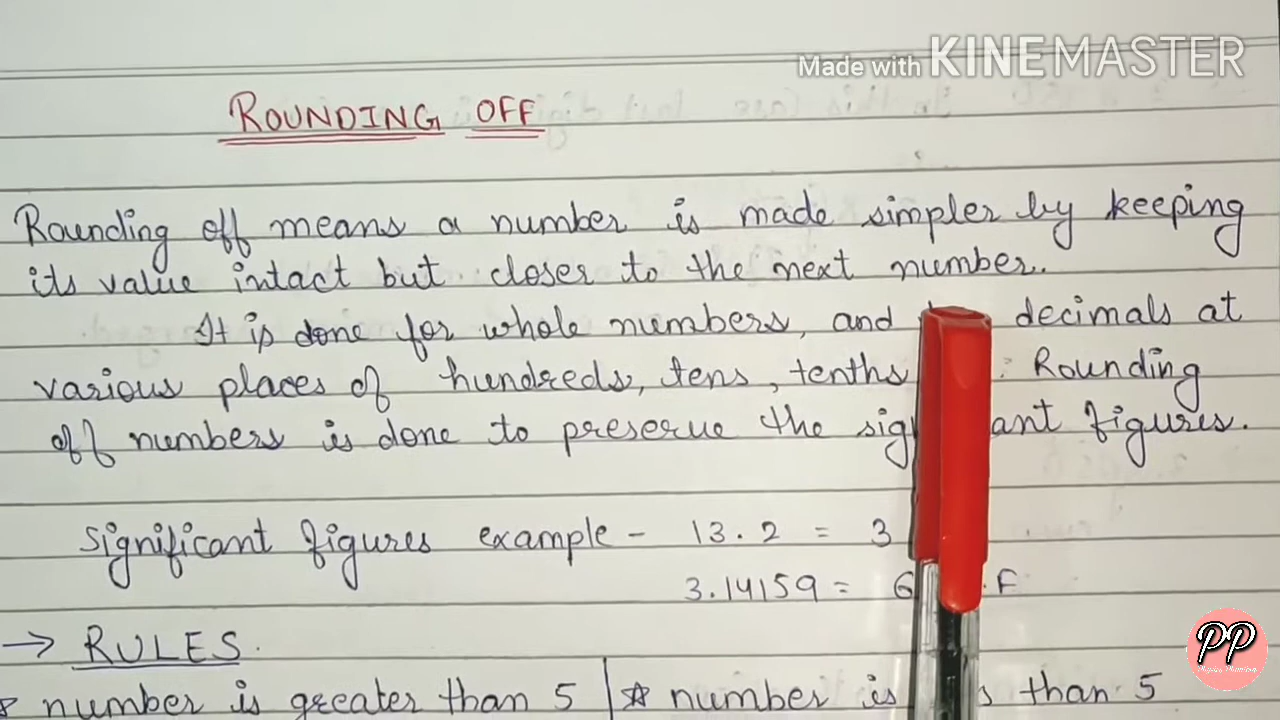 Made with KINEMASTER
ROUNDING OFF
Rounding off means a number is made simpler by keeping
its value intact but closer to the next number.
It is done for whole numbers, and decimals at
various places of hundreds, tens, tenths : Rounding
off numbers is done to preserve the figures.
Significant figures example - 13.2 = 3
3.14159 = 6 . F
→ RULES.
* number is greater than 5 | * number is than 5
PP